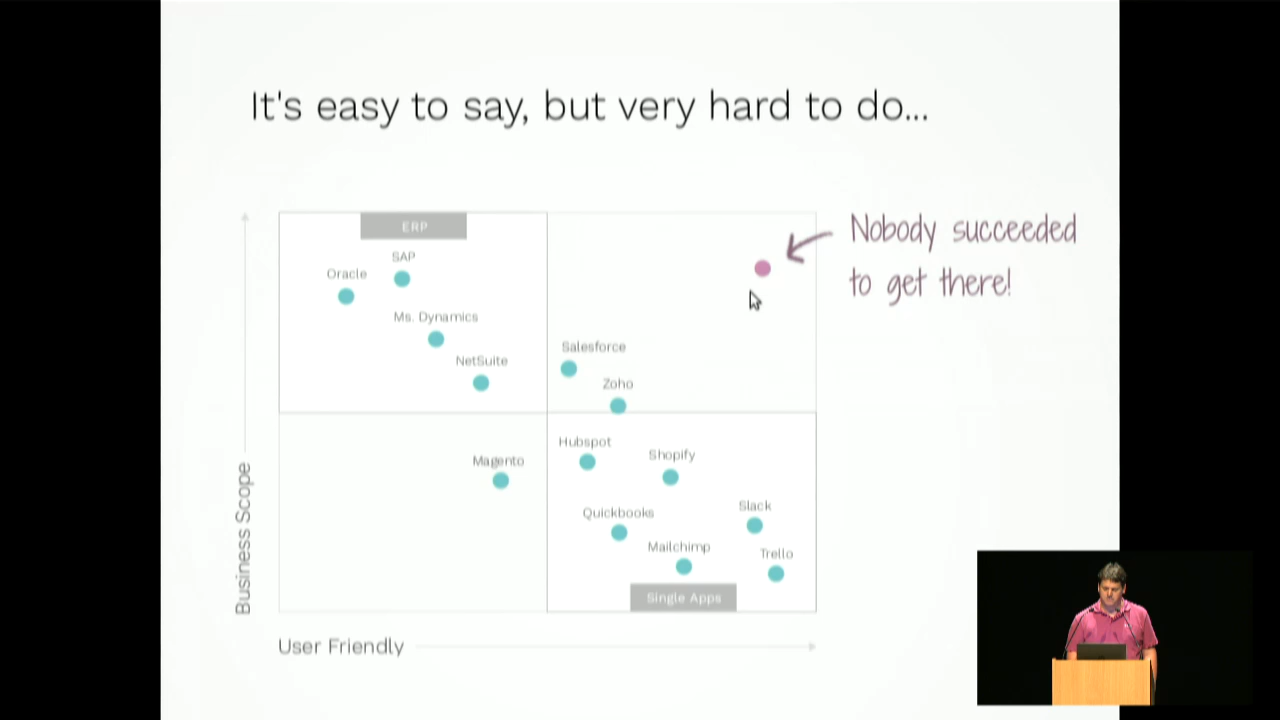 It's easy to say, but very hard to do...
ERP
SAP
Oracle
Ms. Dynamics
NetSuite
Salesforce
Zoho
Nobody succeeded
to get there!
Hubspot
Shopify
Magento
Quickbooks
Slack
Mailchimp
Trello
Single Apps
Business Scope
User Friendly